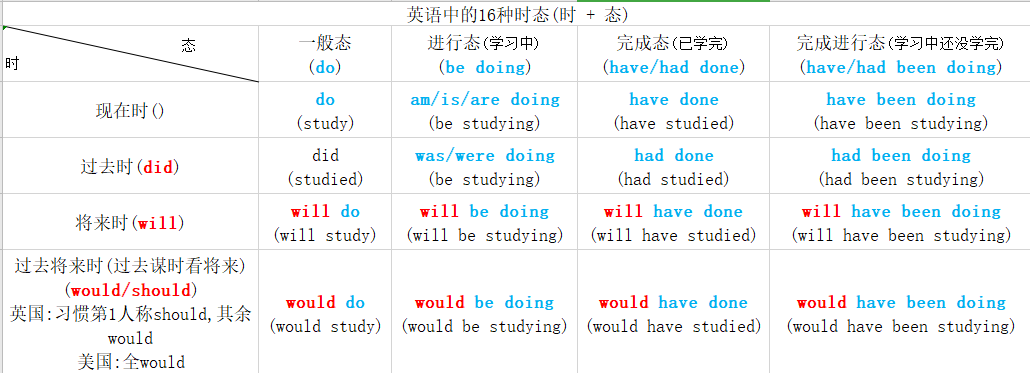 英语中的16种时态(时 + 态)
态
时
一般态
(do)
进行态(学习中)
(be doing)
完成态(已学完)
(have/had done)
完成进行态(学习中还没学完)
(have/had been doing)
现在时()
do
(study)
am/is/are doing
(be studying)
have done
(have studied)
have been doing
(have been studying)
过去时(did)
did
(studied)
was/were doing
(be studying)
had done
(had studied)
had been doing
(had been studying)
将来时(will)
will do
(will study)
will be doing
(will be studying)
will have done
(will have studied)
will have been doing
(will have been studying)
过去将来时(过去谋时看将来)
(would/should)
英国:习惯第1人称should,其余
would
美国:全would
would do
(would study)
would be doing
(would be studying)
would have done
(would have studied)
would have been doing
(would have been studying)